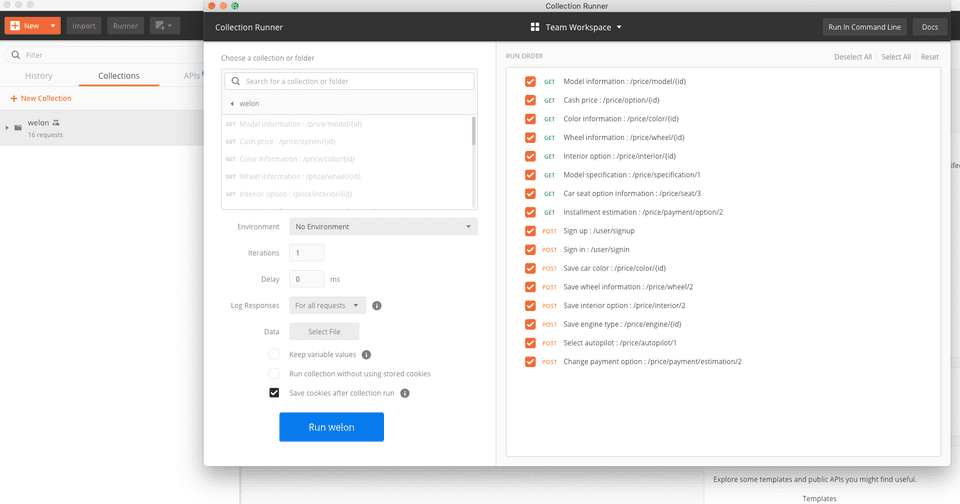 Collection Runner
New
Import
Runner
Collection Runner
Team Workspace
Run In Command Line
Docs
Filter
History
Collections
APIs
New Collection
welon
16 requests
Choose a collection or folder
Search for a collection or folder
welon
GET Model information : /price/model/{id}
GET Cash price : /price/option/{id}
GET Color information : /price/color/{id}
GET Wheel information : /price/wheel/{id}
GET Interior option : /price/interior/{id}
Environment
No Environment
Iterations
1
Delay
0
ms
Log Responses
For all requests
Data
Select File
Keep variable values
Run collection without using stored cookies
Save cookies after collection run
Run welon
RUN ORDER
Deselect All
Select All
Reset
GET Model information : /price/model/{id}
GET Cash price : /price/option/{id}
GET Color information : /price/color/{id}
GET Wheel information : /price/wheel/{id}
GET Interior option : /price/interior/{id}
GET Model specification : /price/specification/1
GET Car seat option information : /price/seat/3
GET Installment estimation : /price/payment/option/2
POST Sign up : /user/signup
POST Sign in : /user/signin
POST Save car color : /price/color/{id}
POST Save wheel information : /price/wheel/2
POST Save interior option : /price/interior/2
POST Save engine type : /price/engine/{id}
POST Select autopilot : /price/autopilot/1
POST Change payment option : /price/payment/estimation/2
Explore some templates and public APIs you might find useful.
Templates